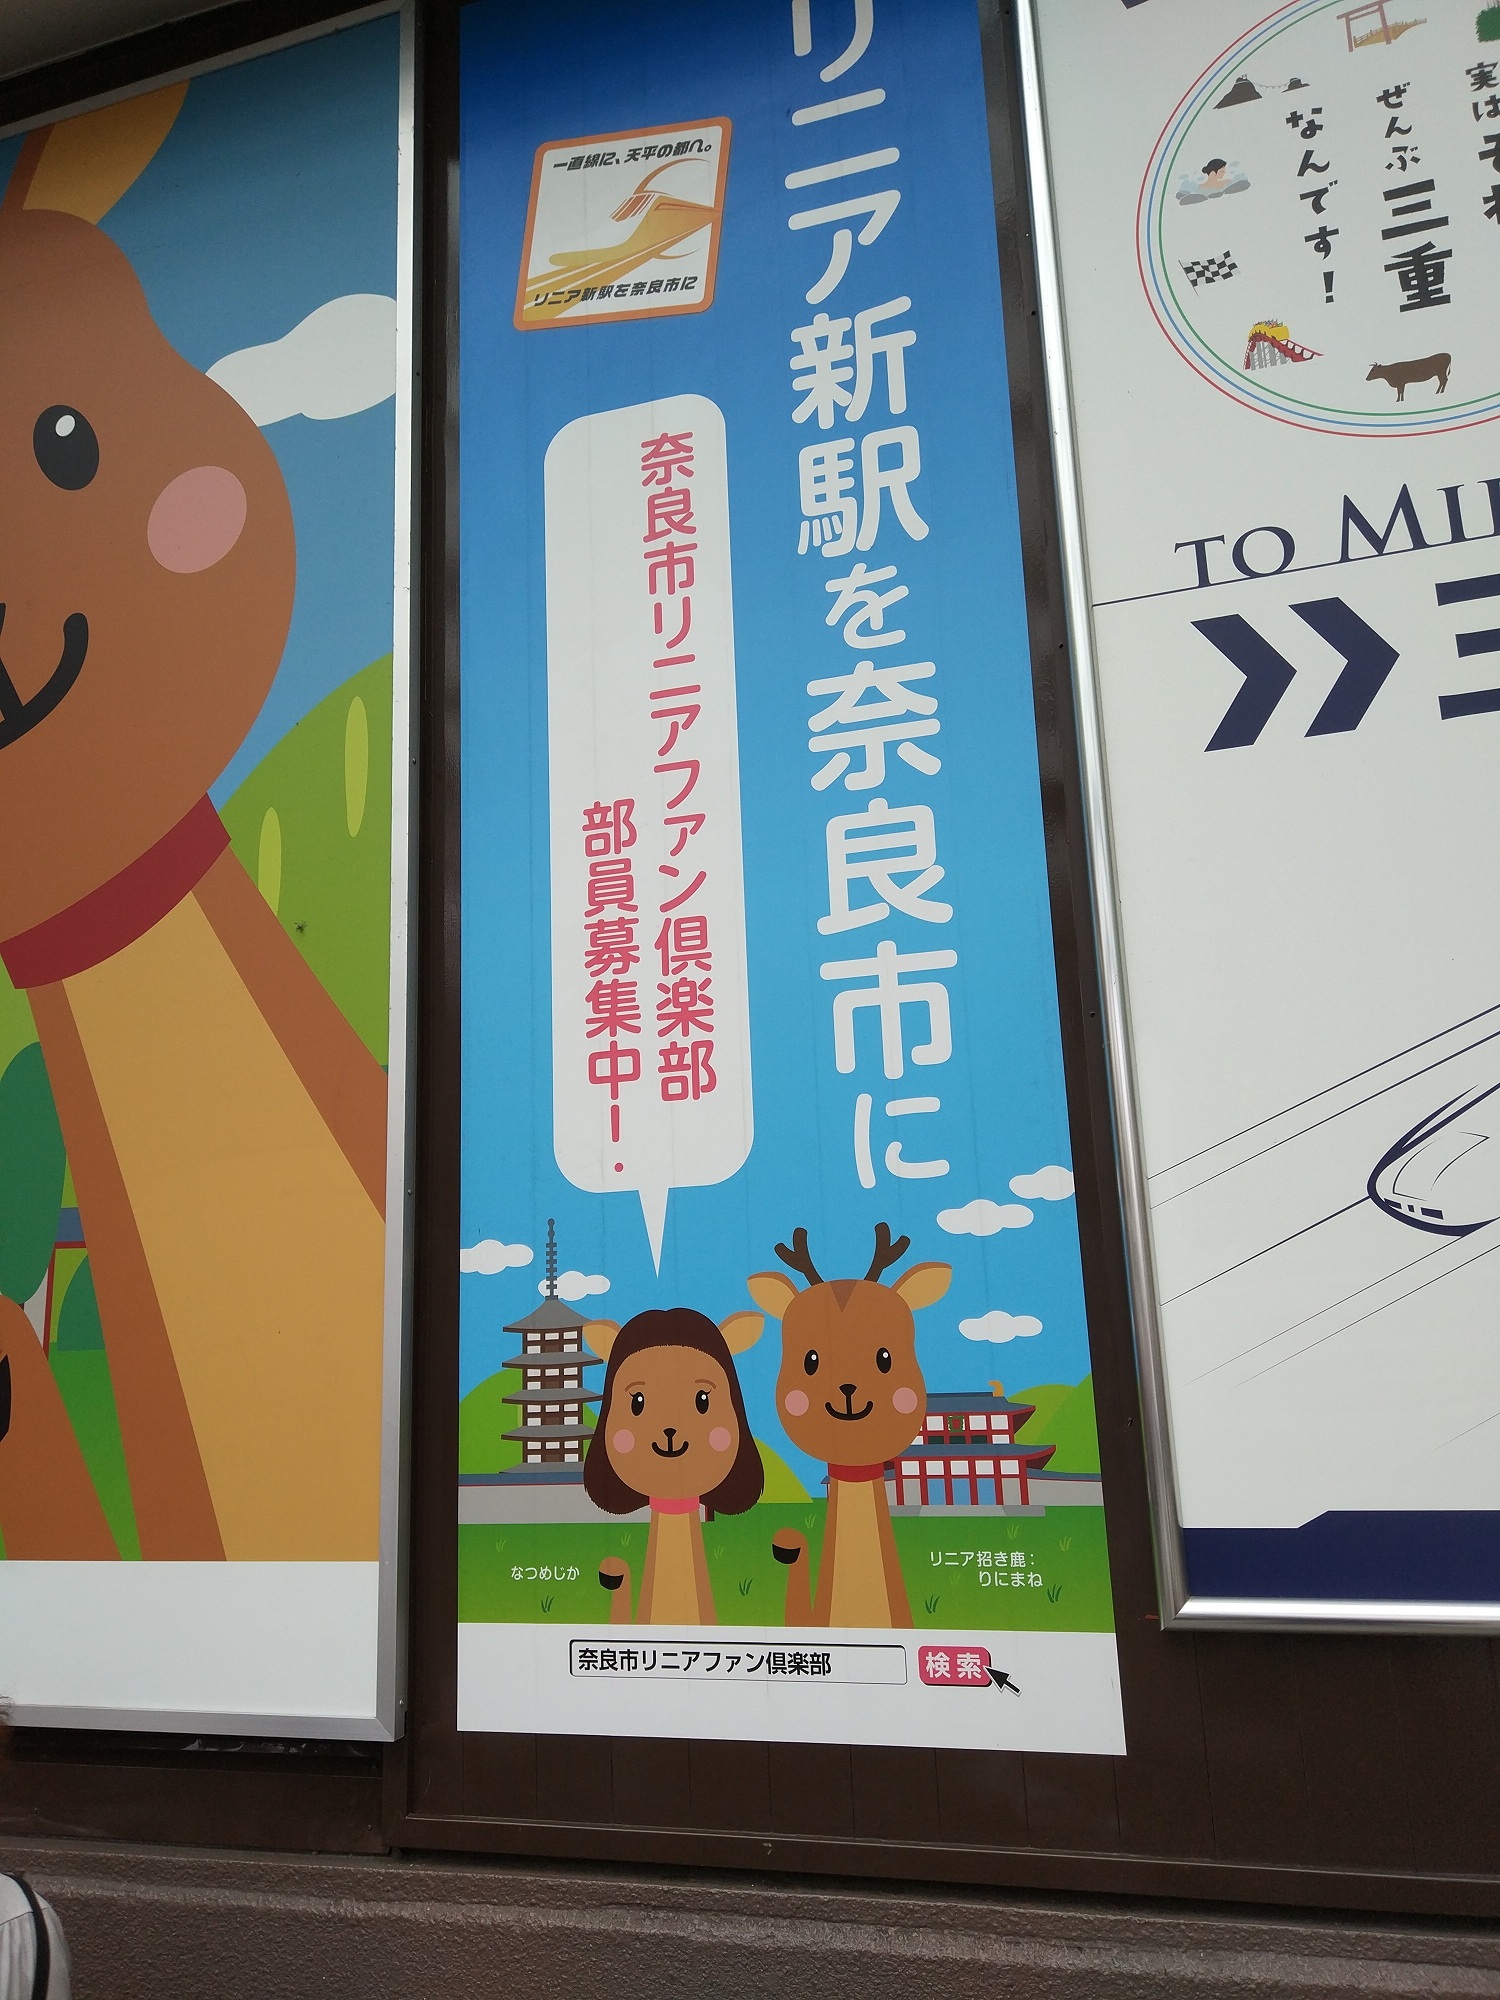 リニア新駅を奈良市に
一直線に、天平の都へ。
リニア新駅を奈良市に
奈良市リニアファン倶楽部
部員募集中！
なつめじか
リニア招き鹿：
りにまね
奈良市リニアファン倶楽部
検索
実は
ぜんぶ三重
なんです！
TO